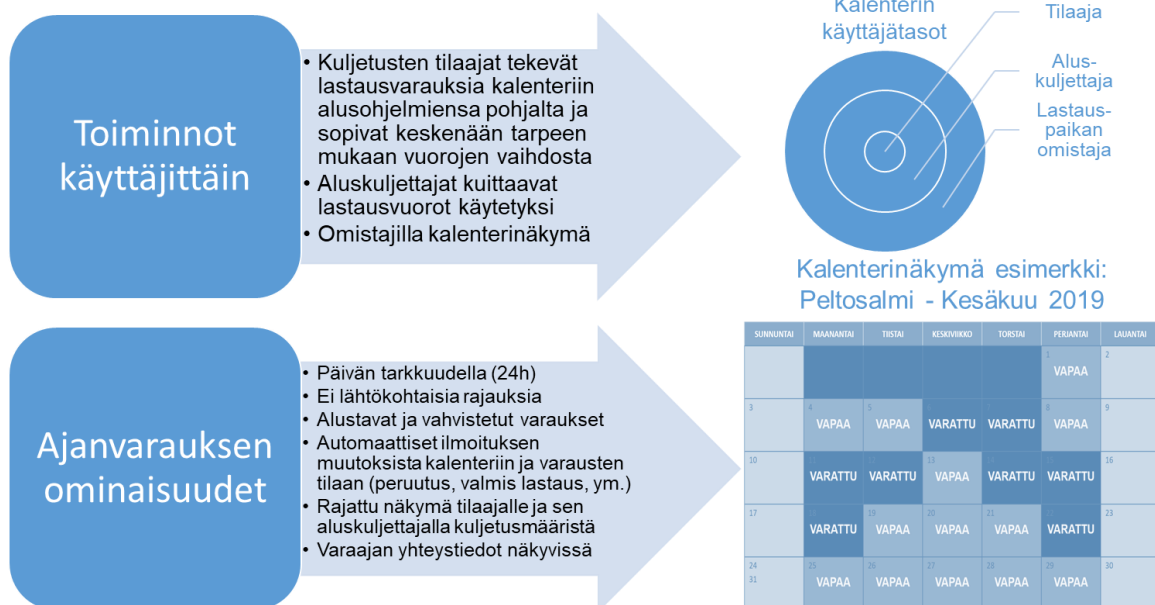 Toiminnot
käyttäjittäin
• Kuljetusten tilaajat tekevät
lastausvarauksia kalenteriin
alusohjelmiensa pohjalta ja
sopivat keskenään tarpeen
mukaan vuorojen vaihdosta
• Aluskuljettajat kuittaavat
lastausvuorot käytetyksi
• Omistajilla kalenterinäkymä
Kalenterin
käyttäjätasot
Tilaaja
Alus-
kuljettaja
Lastaus-
paikan
omistaja
Ajanvarauksen
ominaisuudet
• Päivän tarkkuudella (24h)
• Ei lähtökohtaisia rajauksia
• Alustavat ja vahvistetut varaukset
• Automaattiset ilmoituksen
muutoksista kalenteriin ja varausten
tilaan (peruutus, valmis lastaus, ym.)
• Rajattu näkymä tilaajalle ja sen
aluskuljettajalla kuljetusmääristä
• Varaajan yhteystiedot näkyvissä
Kalenterinäkymä esimerkki:
Peltosalmi - Kesäkuu 2019
SUNNUNTAI MAANANTAI TIISTAI KESKIVIIKKO TORSTAI PERJANTAI LAUANTAI
1 2
VAPAA
3 4 5 6 7 8 9
VAPAA VAPAA VARATTU VARATTU VAPAA
10 13 16
VARATTU VARATTU VAPAA VARATTU VARATTU
17 19 20 21 23
VARATTU VAPAA VAPAA VAPAA VARATTU
24 25 26 27 28 29 30
31 VAPAA VAPAA VAPAA VAPAA VAPAA